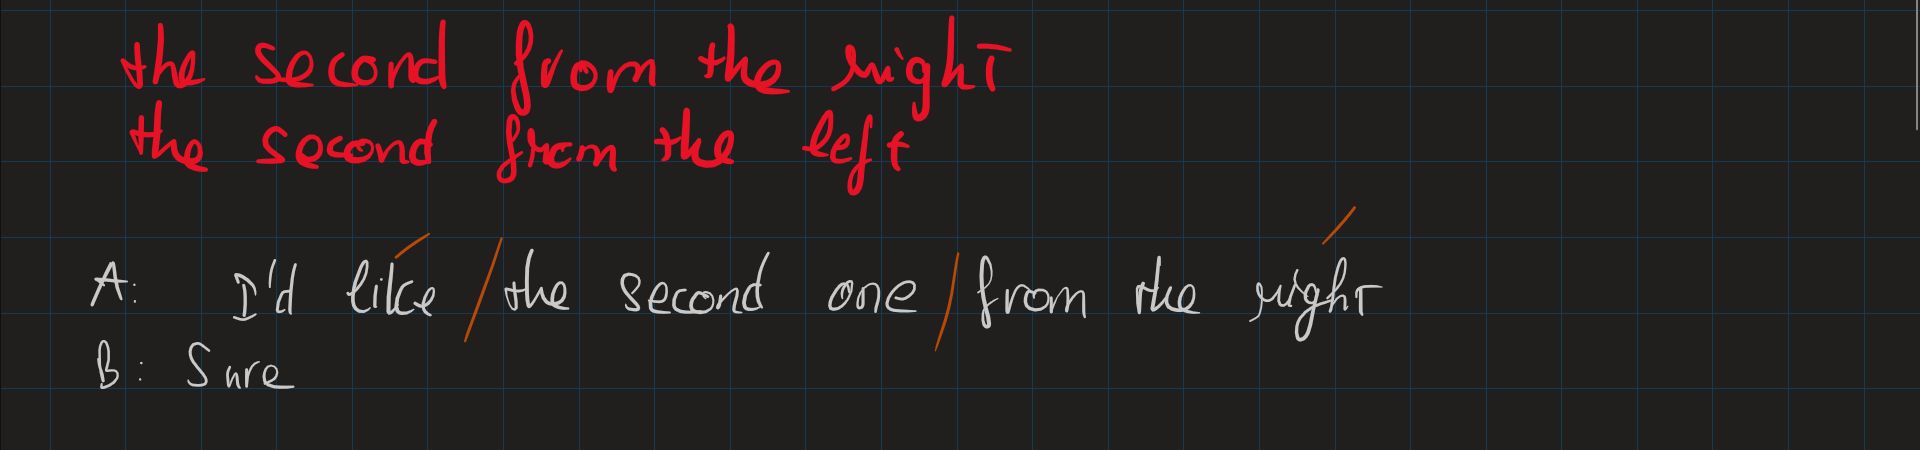 the second from the right
the second from the left
A: I'd like / the second one / from the right
B: Sure